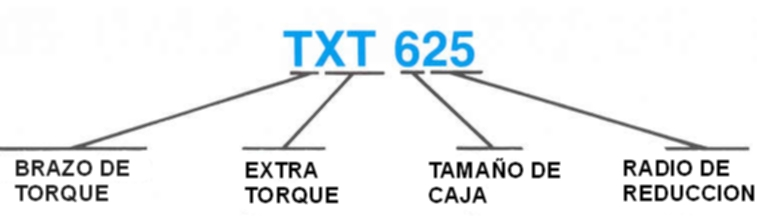 TXT 625
BRAZO DE TORQUE
EXTRA TORQUE
TAMAÑO DE CAJA
RADIO DE REDUCCION